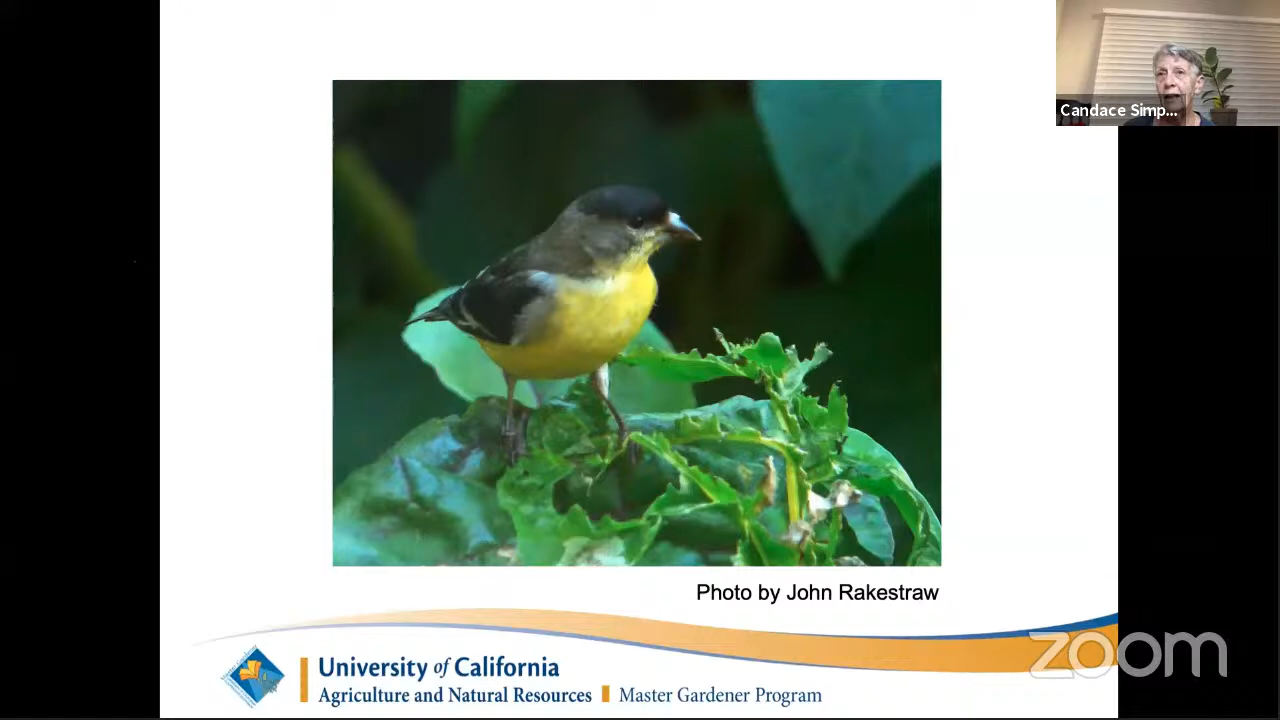 Candace Simp...
Photo by John Rakestraw
University of California
Agriculture and Natural Resources Master Gardener Program
zoom